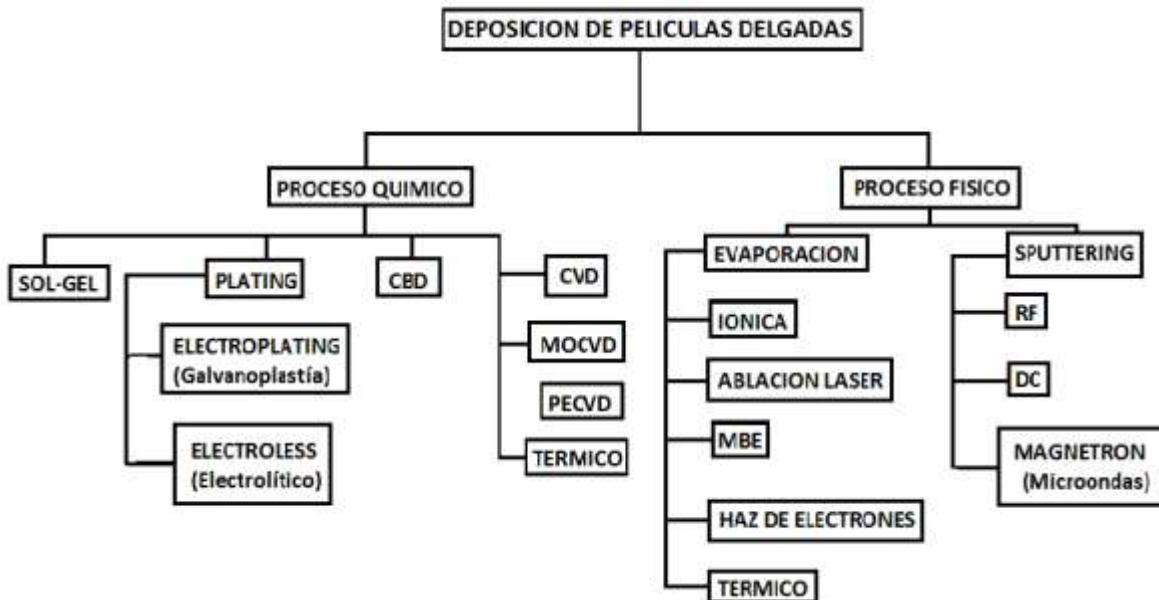 DEPOSICION DE PELICULAS DELGADAS
PROCESO QUIMICO
PROCESO FISICO
SOL-GEL
PLATING
ELECTROPLATING
(Galvanoplastía)
ELECTROLESS
(Electrolítico)
CBD
CVD
MOCVD
PECVD
TERMICO
EVAPORACION
IONICA
ABLACION LASER
MBE
HAZ DE ELECTRONES
TERMICO
SPUTTERING
RF
DC
MAGNETRON
(Microondas)